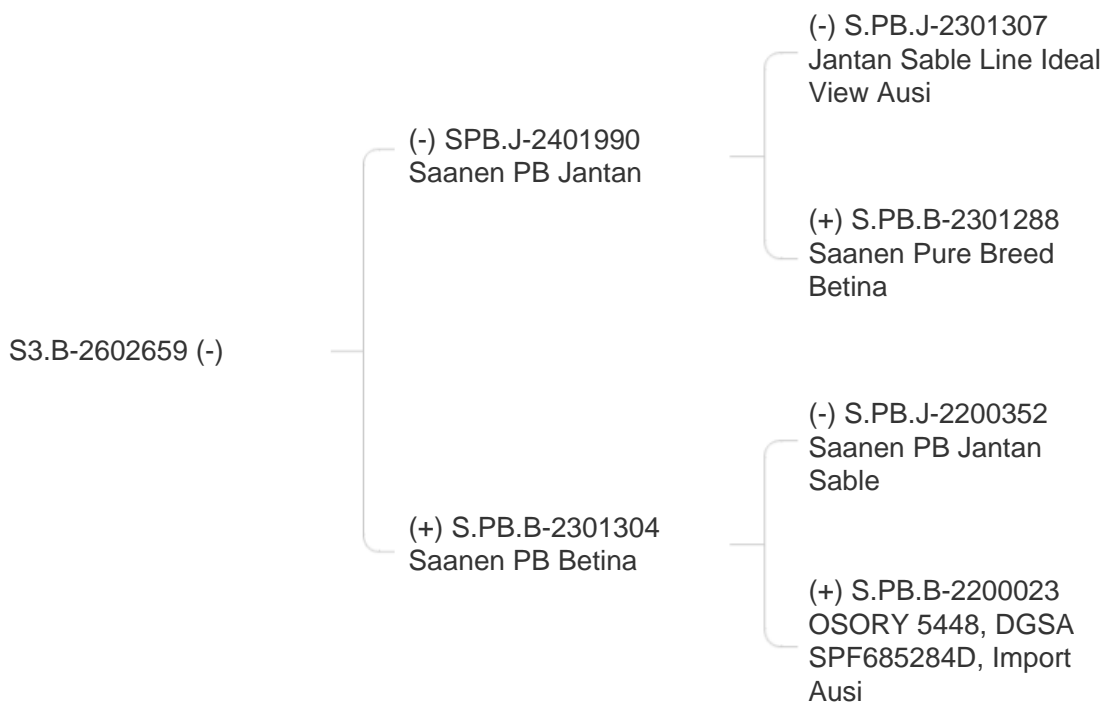 (-) S.PB.J-2301307
Jantan Sable Line Ideal
View Ausi
(-) SPB.J-2401990
Saanen PB Jantan
(+) S.PB.B-2301288
Saanen Pure Breed
Betina
S3.B-2602659 (-)
(-) S.PB.J-2200352
Saanen PB Jantan
Sable
(+) S.PB.B-2301304
Saanen PB Betina
(+) S.PB.B-2200023
OSORY 5448, DGSA
SPF685284D, Import
Ausi